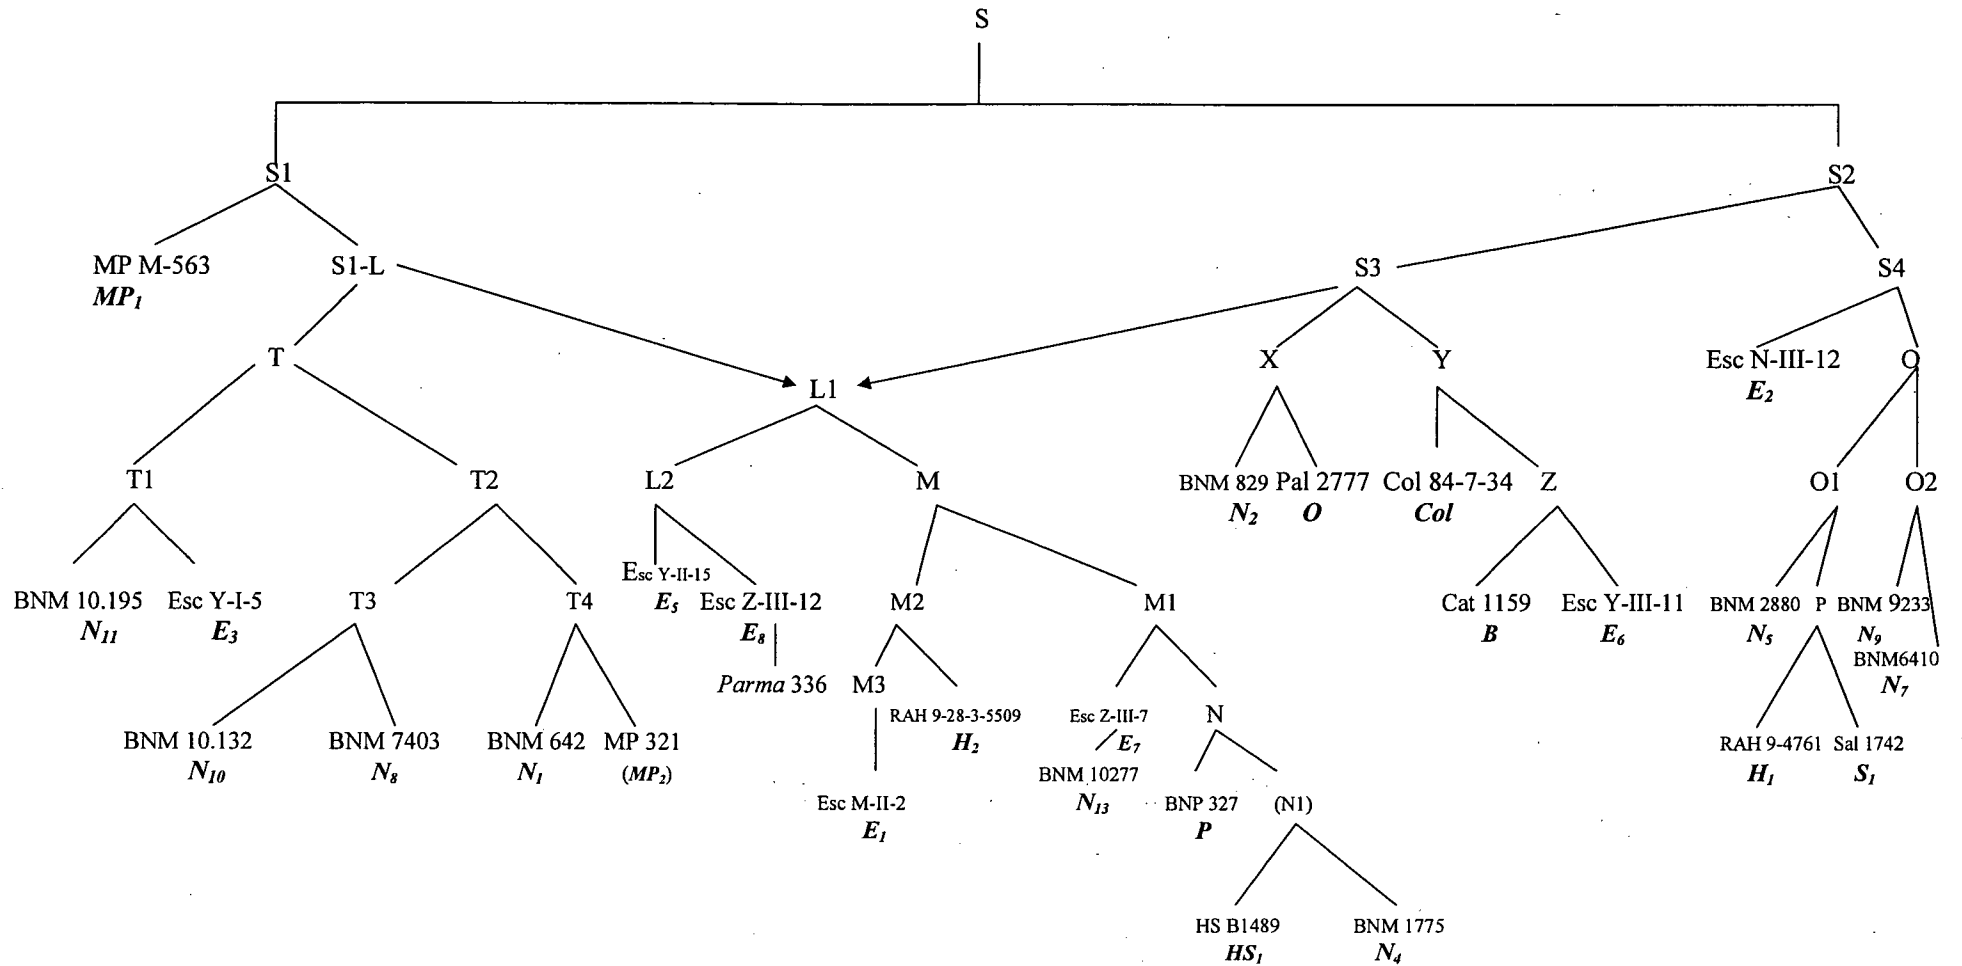 S
S1 S2
MP M-563 S1-L S3 S4
MP1
T X Y Esc N-III-12 O
L1 E2
T1 T2 L2 M BNM 829 Pal 2777 Col 84-7-34 Z O1 O2
N2 O Col
Esc Y-II-15
BNM 10.195 Esc Y-I-5 T3 T4 E5 Esc Z-III-12 M2 M1 Cat 1159 Esc Y-III-11 BNM 2880 P BNM 9233
N11 E3 E8 B E6 N5 N9
BNM6410
Parma 336 M3 N7
RAH 9-28-3-5509 Esc Z-III-7 N
BNM 10.132 BNM 7403 BNM 642 MP 321 H2 E7 RAH 9-4761 Sal 1742
N10 N8 N1 (MP2) BNM 10277 H1 S1
Esc M-II-2 N13 BNP 327 (N1)
E1 P
HS B1489 BNM 1775
HS1 N4